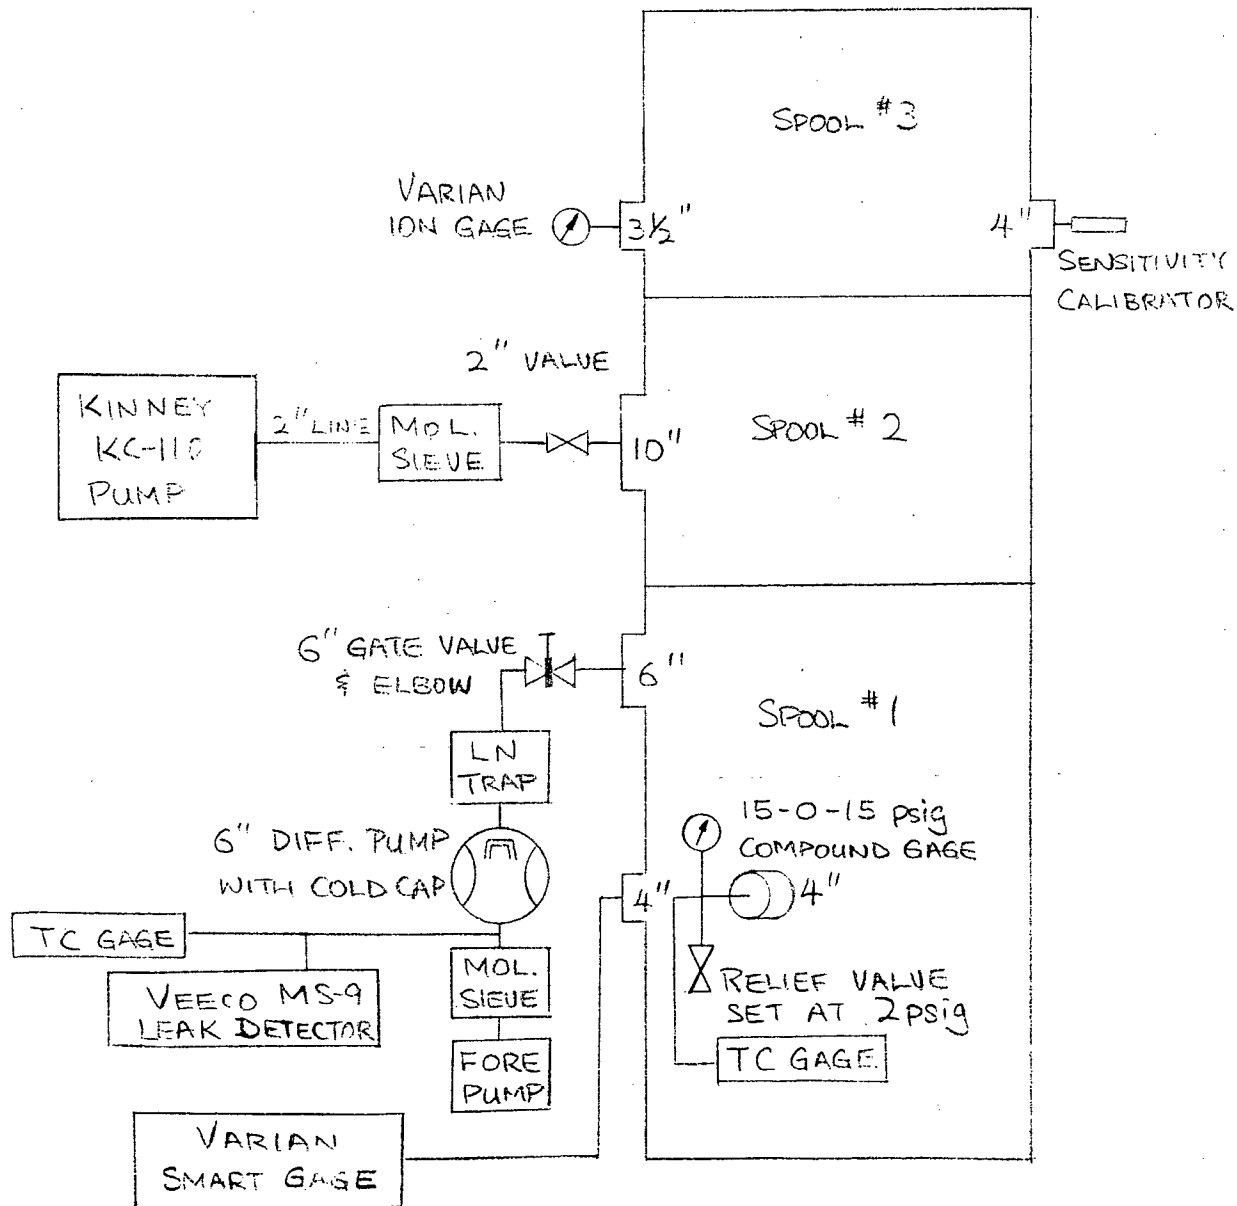 SPOOL #3
VARIAN
ION GAGE
3½"
4"
SENSITIVITY
CALIBRATOR
2" VALUE
KINNEY
KC-110
PUMP
2" LINE
MOL.
SIEVE
10"
SPOOL # 2
6" GATE VALVE
& ELBOW
6"
SPOOL #1
LN
TRAP
15-0-15 psig
COMPOUND GAGE
6" DIFF. PUMP
WITH COLD CAP
4"
4"
TC GAGE
MOL.
SIEVE
VEECO MS-9
LEAK DETECTOR
RELIEF VALVE
SET AT 2psig
FORE
PUMP
TC GAGE
VARIAN
SMART GAGE